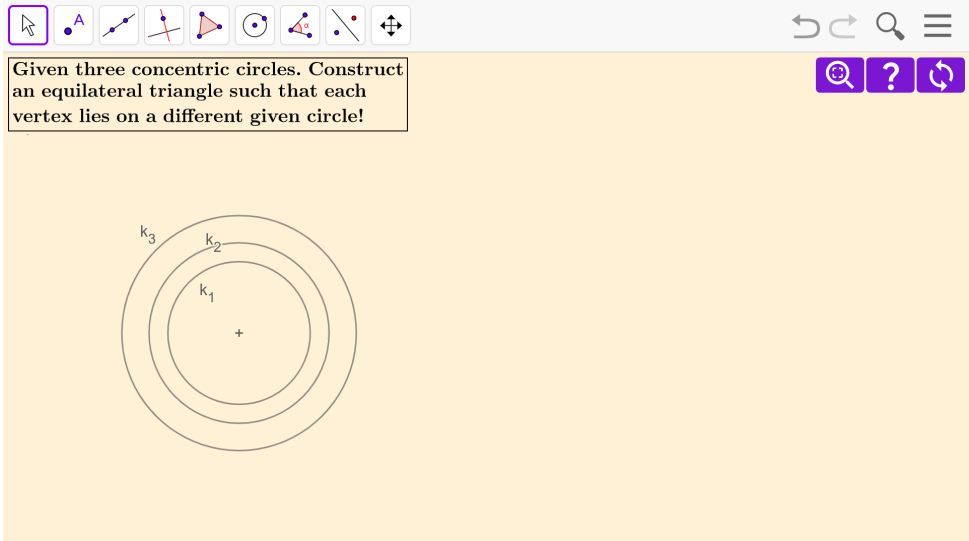 A
α
?
Given three concentric circles. Construct
an equilateral triangle such that each
vertex lies on a different given circle!
k3
k2
k1